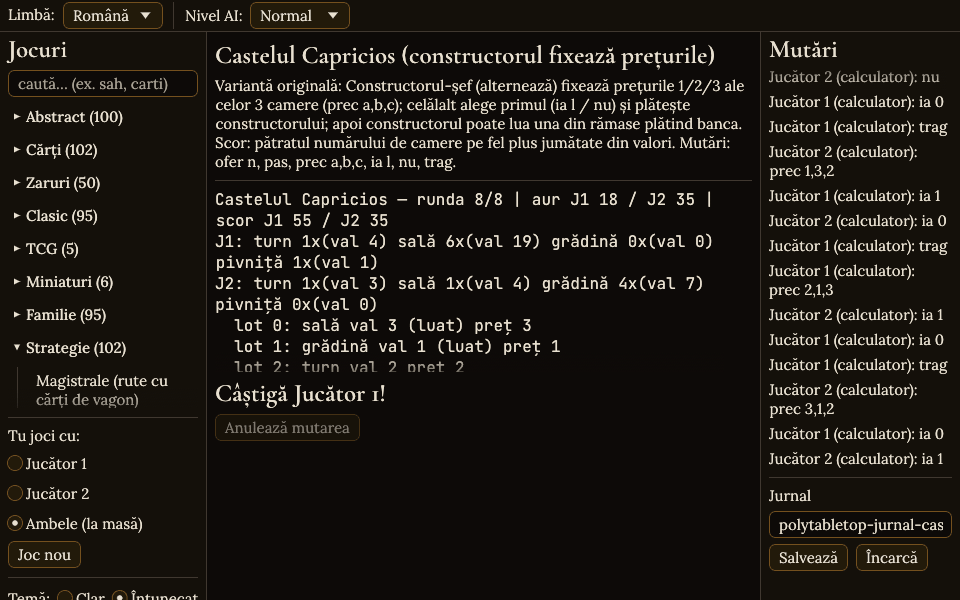 Limbă: Română ▼ Nivel AI: Normal ▼
Jocuri
caută... (ex. sah, carti)
▸ Abstract (100)
▸ Cărți (102)
▸ Zaruri (50)
▸ Clasic (95)
▸ TCG (5)
▸ Miniaturi (6)
▸ Familie (95)
▾ Strategie (102)
Magistrale (rute cu
cărți de vagon)
Tu joci cu:
Jucător 1
Jucător 2
Ambele (la masă)
Joc nou
Temă: Clar Întunecat
Castelul Capricios (constructorul fixează prețurile)
Variantă originală: Constructorul-șef (alternează) fixează prețurile 1/2/3 ale
celor 3 camere (prec a,b,c); celălalt alege primul (ia l / nu) și plătește
constructorului; apoi constructorul poate lua una din rămase plătind banca.
Scor: pătratul numărului de camere pe fel plus jumătate din valori. Mutări:
ofer n, pas, prec a,b,c, ia l, nu, trag.
Castelul Capricios — runda 8/8 | aur J1 18 / J2 35 |
scor J1 55 / J2 35
J1: turn 1x(val 4) sală 6x(val 19) grădină 0x(val 0)
pivniță 1x(val 1)
J2: turn 1x(val 3) sală 1x(val 4) grădină 4x(val 7)
pivniță 0x(val 0)
lot 0: sală val 3 (luat) preț 3
lot 1: grădină val 1 (luat) preț 1
lot 2: turn val 2 preț 2
Câștigă Jucător 1!
Anulează mutarea
Mutări
Jucător 2 (calculator): nu
Jucător 1 (calculator): ia 0
Jucător 1 (calculator): trag
Jucător 2 (calculator):
prec 1,3,2
Jucător 1 (calculator): ia 1
Jucător 2 (calculator): ia 0
Jucător 1 (calculator): trag
Jucător 1 (calculator):
prec 2,1,3
Jucător 2 (calculator): ia 1
Jucător 1 (calculator): ia 0
Jucător 1 (calculator): trag
Jucător 2 (calculator):
prec 3,1,2
Jucător 1 (calculator): ia 0
Jucător 2 (calculator): ia 1
Jurnal
polytabletop-jurnal-cas
Salvează Încarcă